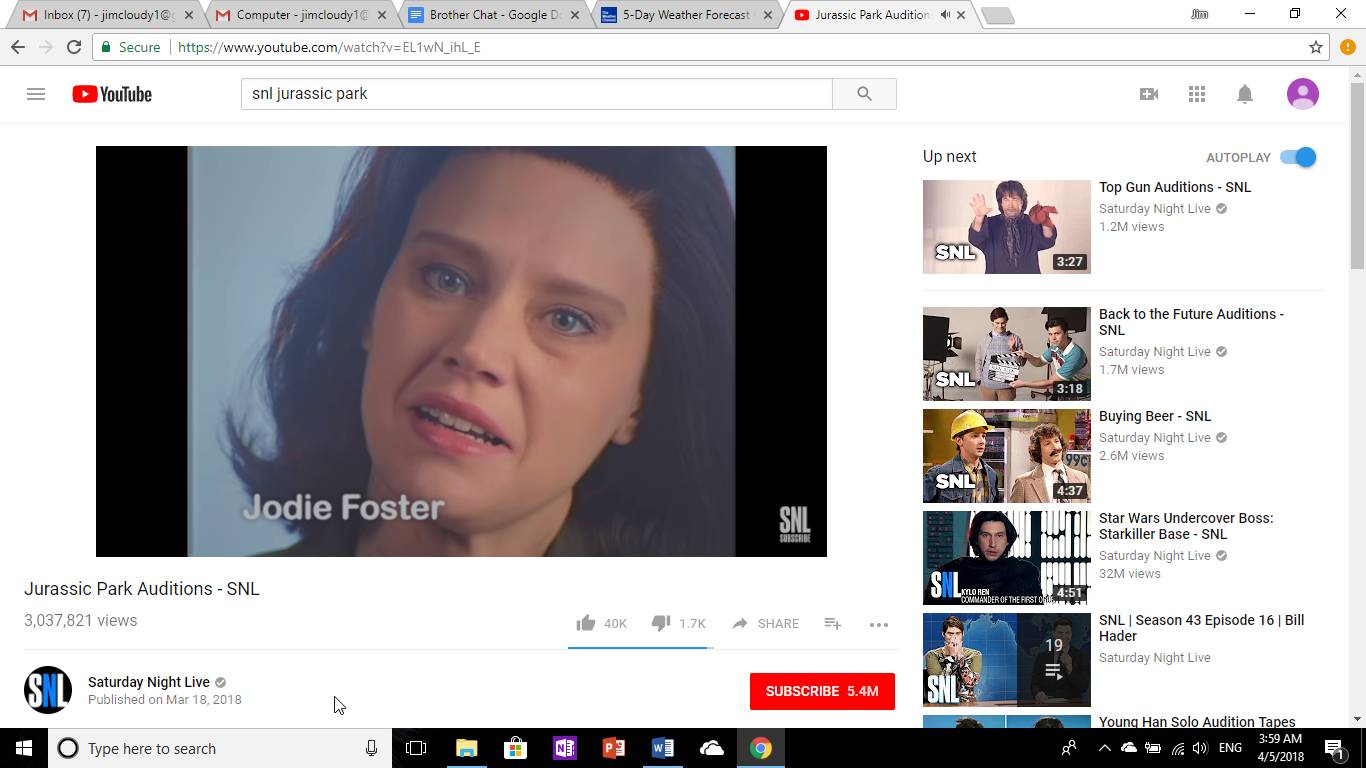 Inbox (7) - jimcloudy1@g
Computer - jimcloudy1@
Brother Chat - Google Do
5-Day Weather Forecast
Jurassic Park Audition
Jim
Secure
https://www.youtube.com/watch?v=EL1wN_ihL_E
YouTube
snl jurassic park
Jodie Foster
SNL
SUBSCRIBE
Jurassic Park Auditions - SNL
3,037,821 views
40K
1.7K
SHARE
SNL
Saturday Night Live
Published on Mar 18, 2018
SUBSCRIBE 5.4M
Up next
AUTOPLAY
SNL
3:27
Top Gun Auditions - SNL
Saturday Night Live
1.2M views
SNL
3:18
Back to the Future Auditions -
SNL
Saturday Night Live
1.7M views
99¢
SNL
4:37
Buying Beer - SNL
Saturday Night Live
2.6M views
SNL
KYLO REN
COMMANDER OF THE FIRST ORDE
4:51
Star Wars Undercover Boss:
Starkiller Base - SNL
Saturday Night Live
32M views
SNL
19
SNL | Season 43 Episode 16 | Bill
Hader
Saturday Night Live
Young Han Solo Audition Tapes
Type here to search
ENG
3:59 AM
4/5/2018
1